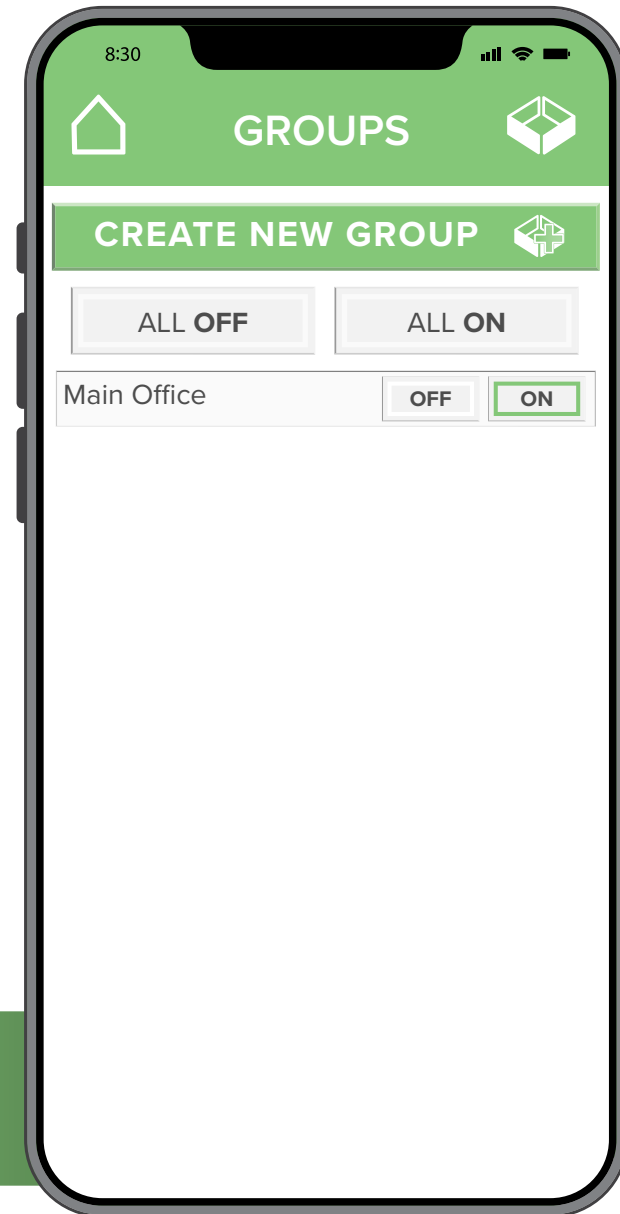 8:30
GROUPS
CREATE NEW GROUP
ALL OFF ALL ON
Main Office OFF ON